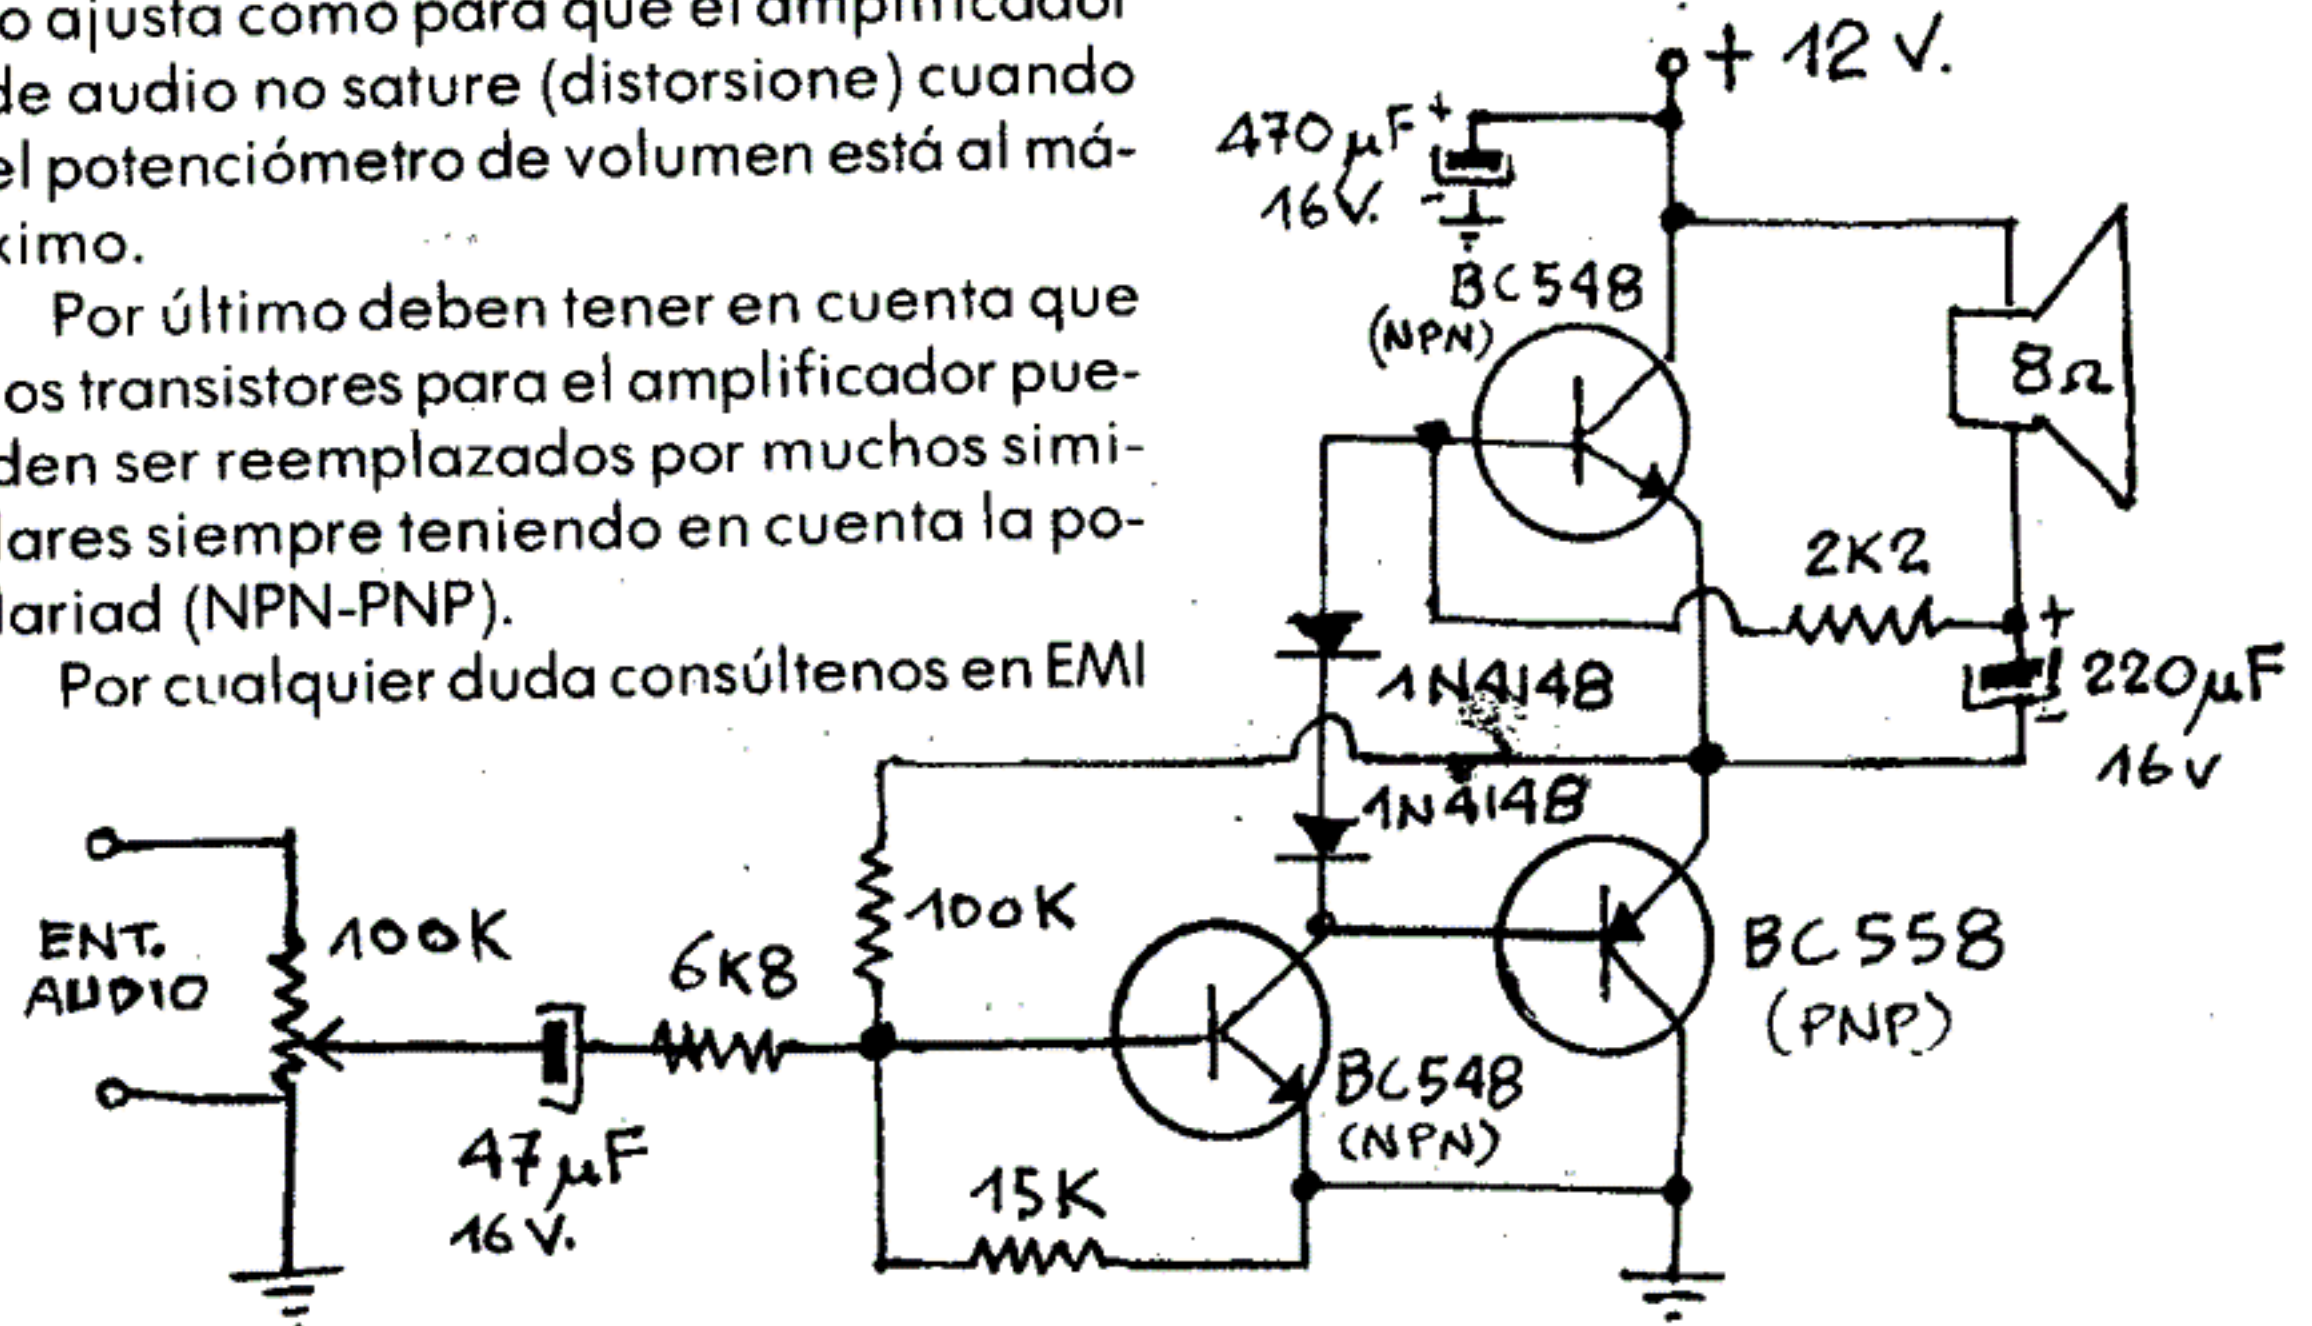 o ajusta como para que el amplificador
de audio no sature (distorsione) cuando
el potenciómetro de volumen está al má-
ximo.
Por último deben tener en cuenta que
os transistores para el amplificador pue-
den ser reemplazados por muchos simi-
lares siempre teniendo en cuenta la po-
lariad (NPN-PNP).
Por cualquier duda consúltenos en EMI
+ 12 V.
470 µF +
16V. -
BC548
(NPN)
8Ω
2K2
+
1N4148
220µF
-
16v
1N4148
ENT.
AUDIO
100K
6K8
100K
BC558
(PNP)
47µF
16V.
BC548
(NPN)
15K